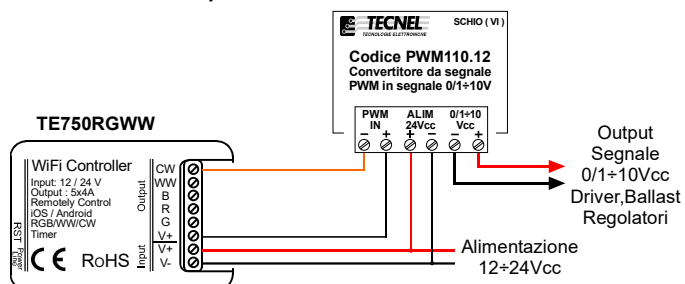 TECNEL
TECNOLOGIE ELETTRONICHE
SCHIO ( VI )
Codice PWM110.12
Convertitore da segnale
PWM in segnale 0/1÷10V
PWM IN
ALIM 24Vcc
0/1÷10 Vcc
− + + − − +
TE750RGWW
WiFi Controller
Input: 12 / 24 V
Output : 5x4A
Remotely Control
iOS / Android
RGB/WW/CW
Timer
RST
Power Line
CE RoHS
Output
Input
CW
WW
B
R
G
V+
V+
V-
Output
Segnale
0/1÷10Vcc
Driver,Ballast
Regolatori
Alimentazione
12÷24Vcc